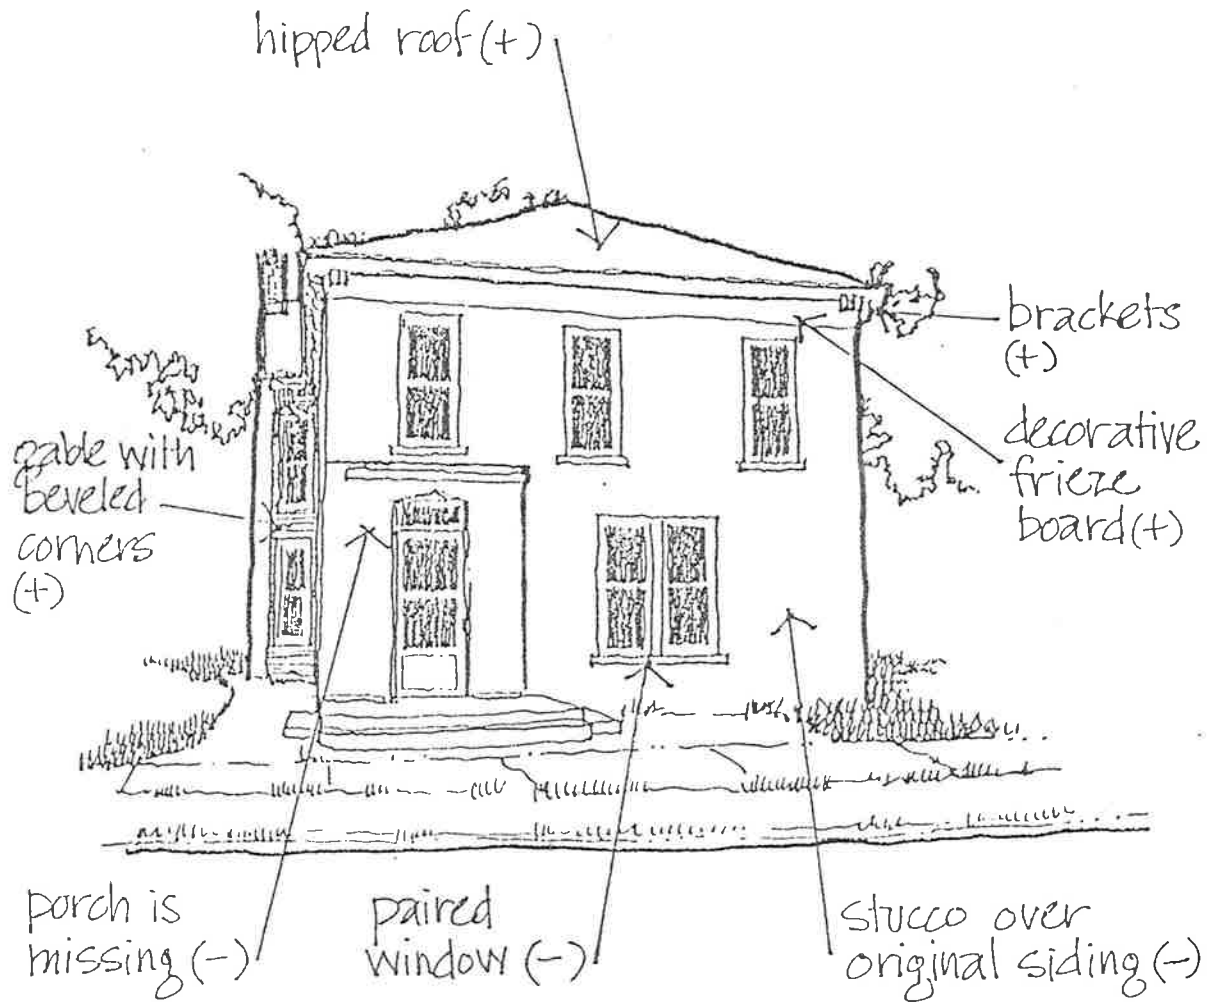 hipped roof (+)
brackets
(+)
decorative
frieze
board (+)
gable with
beveled
corners
(+)
porch is
missing (-)
paired
window (-)
stucco over
original siding (-)